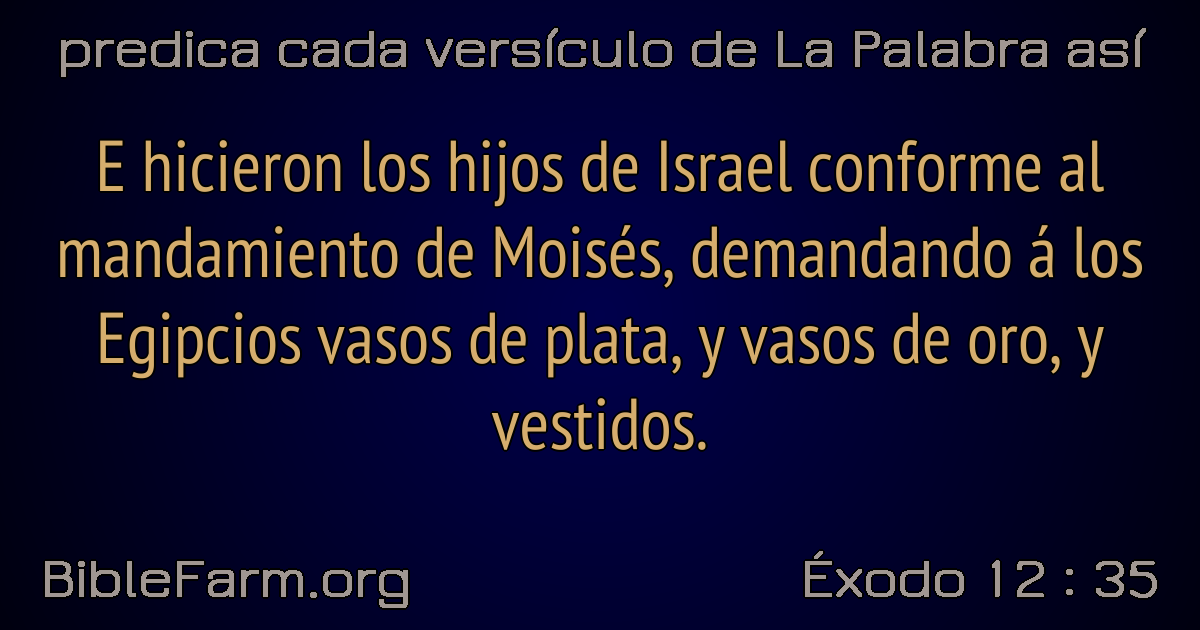 predica cada versículo de La Palabra así
E hicieron los hijos de Israel conforme al
mandamiento de Moisés, demandando á los
Egipcios vasos de plata, y vasos de oro, y
vestidos.
BibleFarm.org
Éxodo 12 : 35